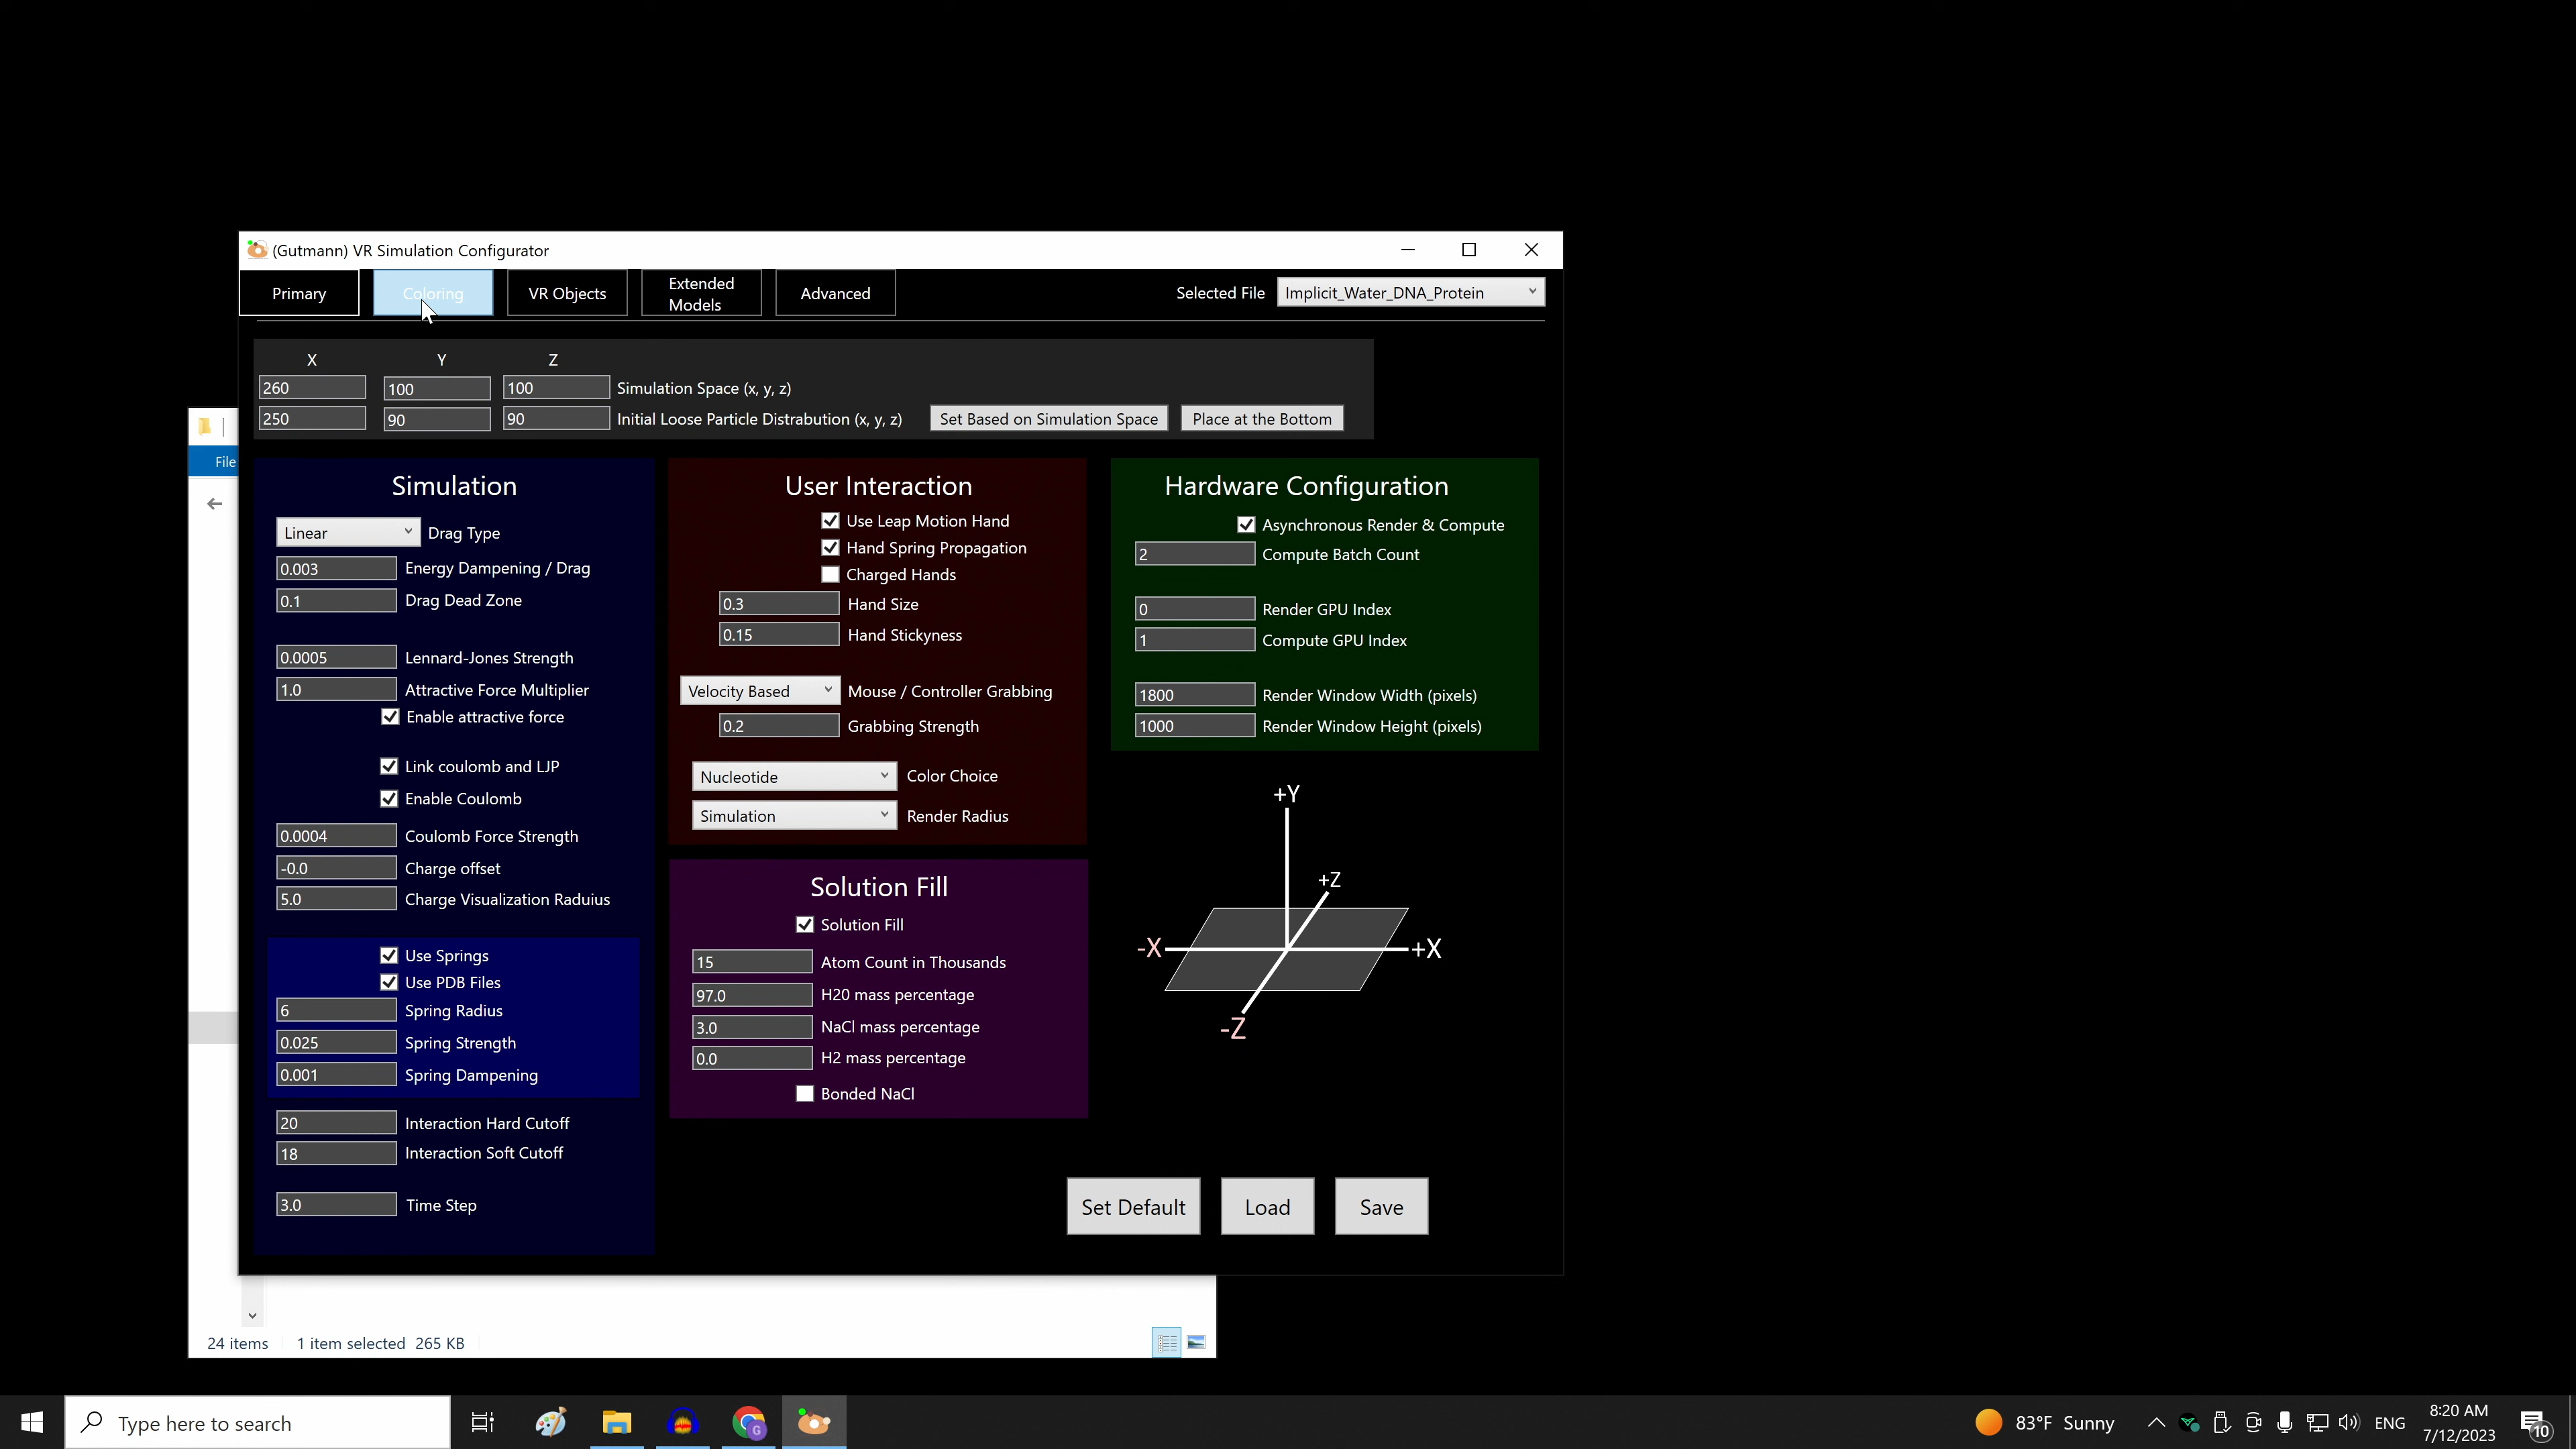 (Gutmann) VR Simulation Configurator
Primary
Coloring
VR Objects
Extended
Models
Advanced
Selected File
Implicit_Water_DNA_Protein
X Y Z
260 100 100 Simulation Space (x, y, z)
250 90 90 Initial Loose Particle Distrabution (x, y, z) Set Based on Simulation Space Place at the Bottom
File
Simulation
Linear Drag Type
0.003 Energy Dampening / Drag
0.1 Drag Dead Zone
0.0005 Lennard-Jones Strength
1.0 Attractive Force Multiplier
Enable attractive force
Link coulomb and LJP
Enable Coulomb
0.0004 Coulomb Force Strength
-0.0 Charge offset
5.0 Charge Visualization Raduius
Use Springs
Use PDB Files
6 Spring Radius
0.025 Spring Strength
0.001 Spring Dampening
20 Interaction Hard Cutoff
18 Interaction Soft Cutoff
3.0 Time Step
User Interaction
Use Leap Motion Hand
Hand Spring Propagation
Charged Hands
0.3 Hand Size
0.15 Hand Stickyness
Velocity Based Mouse / Controller Grabbing
0.2 Grabbing Strength
Nucleotide Color Choice
Simulation Render Radius
Solution Fill
Solution Fill
15 Atom Count in Thousands
97.0 H20 mass percentage
3.0 NaCl mass percentage
0.0 H2 mass percentage
Bonded NaCl
Hardware Configuration
Asynchronous Render & Compute
2 Compute Batch Count
0 Render GPU Index
1 Compute GPU Index
1800 Render Window Width (pixels)
1000 Render Window Height (pixels)
+Y
+Z
-X +X
-Z
Set Default Load Save
24 items 1 item selected 265 KB
Type here to search
G
83°F Sunny
ENG
8:20 AM
7/12/2023
10